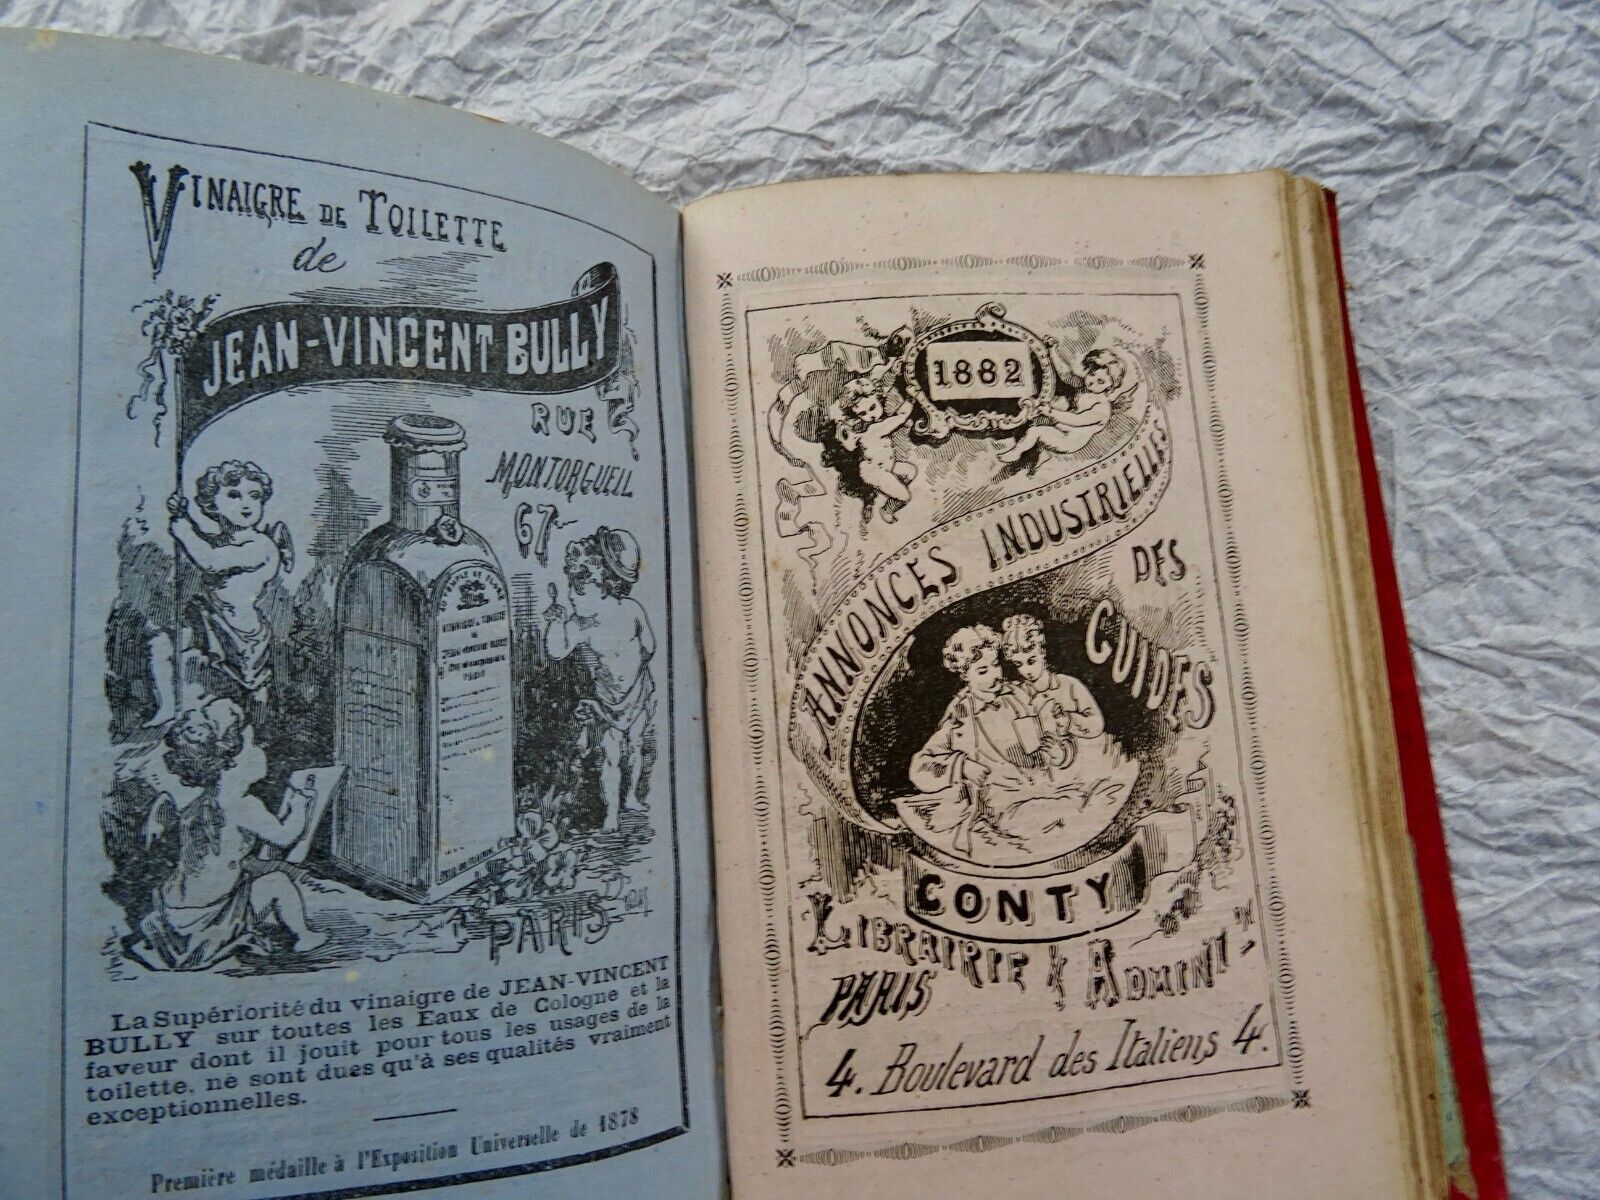 VINAIGRE DE TOILETTE
de
JEAN-VINCENT BULLY
RUE
MONTORGUEIL
67
PARIS
La Supériorité du vinaigre de JEAN-VINCENT
BULLY sur toutes les Eaux de Cologne et la
faveur dont il jouit pour tous les usages de la
toilette, ne sont dues qu'à ses qualités vraiment
exceptionnelles.
Première médaille à l'Exposition Universelle de 1878
1882
ANNONCES INDUSTRIELLES
DES
GUIDES
CONTY
LIBRAIRIE & ADMINI-ON
PARIS
4. Boulevard des Italiens 4.